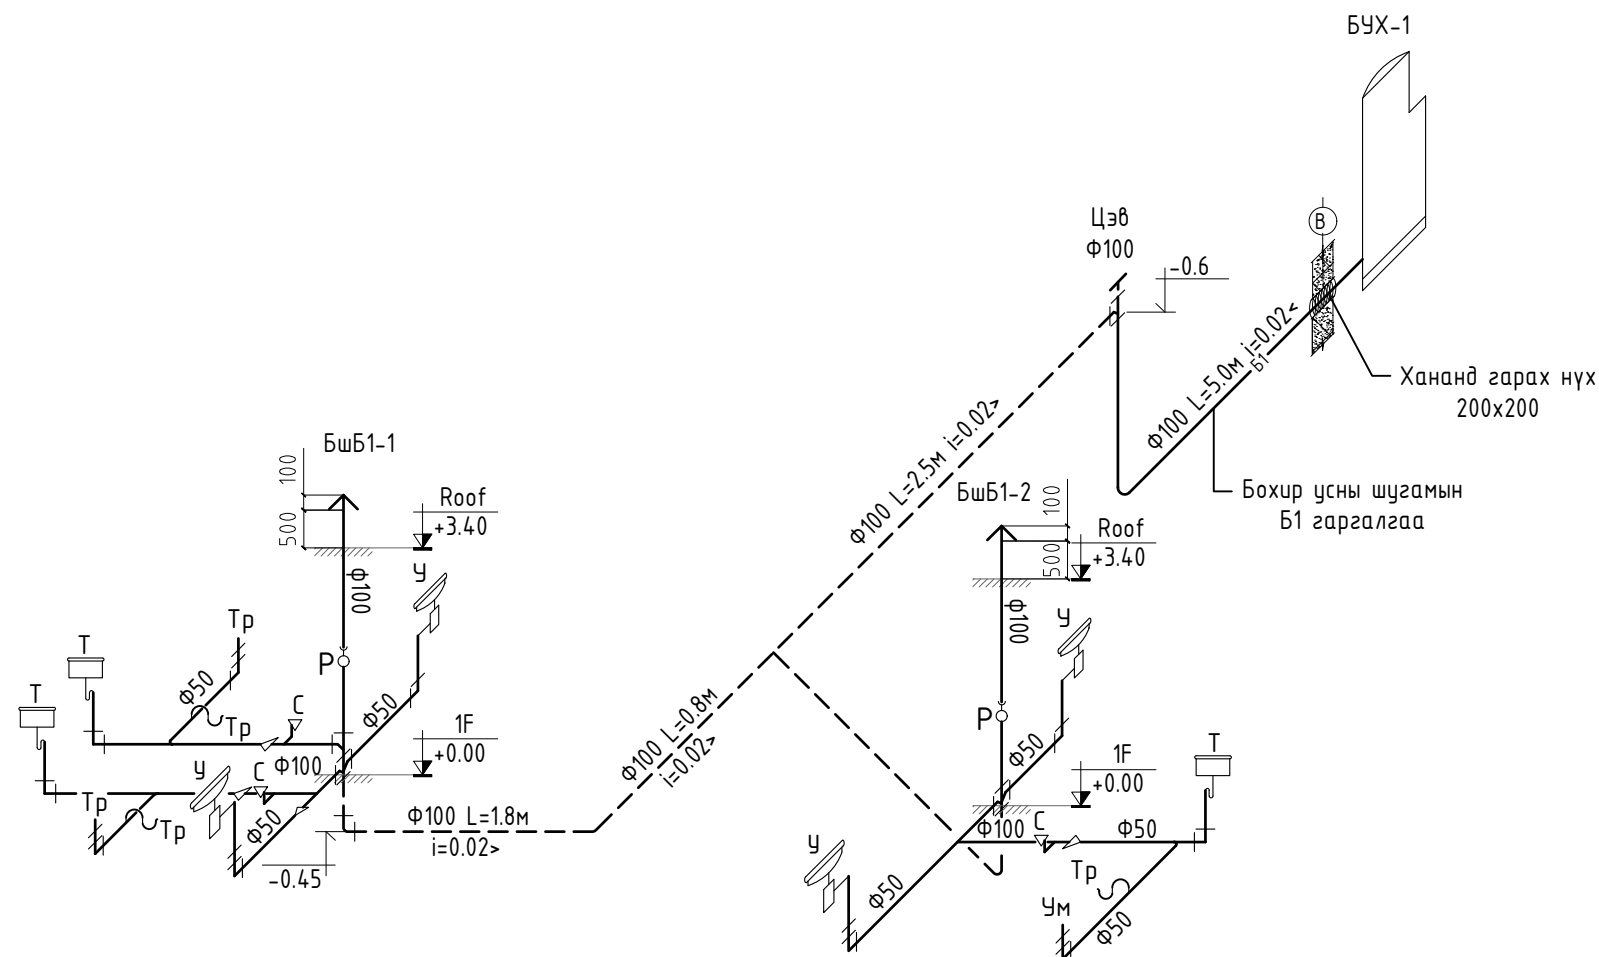 БУХ-1
В
Цэв
Ф100
-0.6
Ф100 L=5.0м i=0.02<
Б1
Хананд гарах нүх
200x200
Бохир усны шугамын
Б1 гаргалгаа
Ф100 L=2.5м i=0.02>
БшБ1-1
100
500
Roof
+3.40
ф100
У
Р
Тр
Т
Т
Ф50
Тр
С
Ф50
1F
+0.00
Ф100
У
С
Тр
Тр
Ф50
-0.45
Ф100 L=1.8м
i=0.02>
Ф100 L=0.8м
i=0.02>
БшБ1-2
100
500
Roof
+3.40
ф100
У
Р
Ф50
1F
+0.00
Т
Ф100
С
Ф50
У
Ф50
Тр
Ум
Ф50